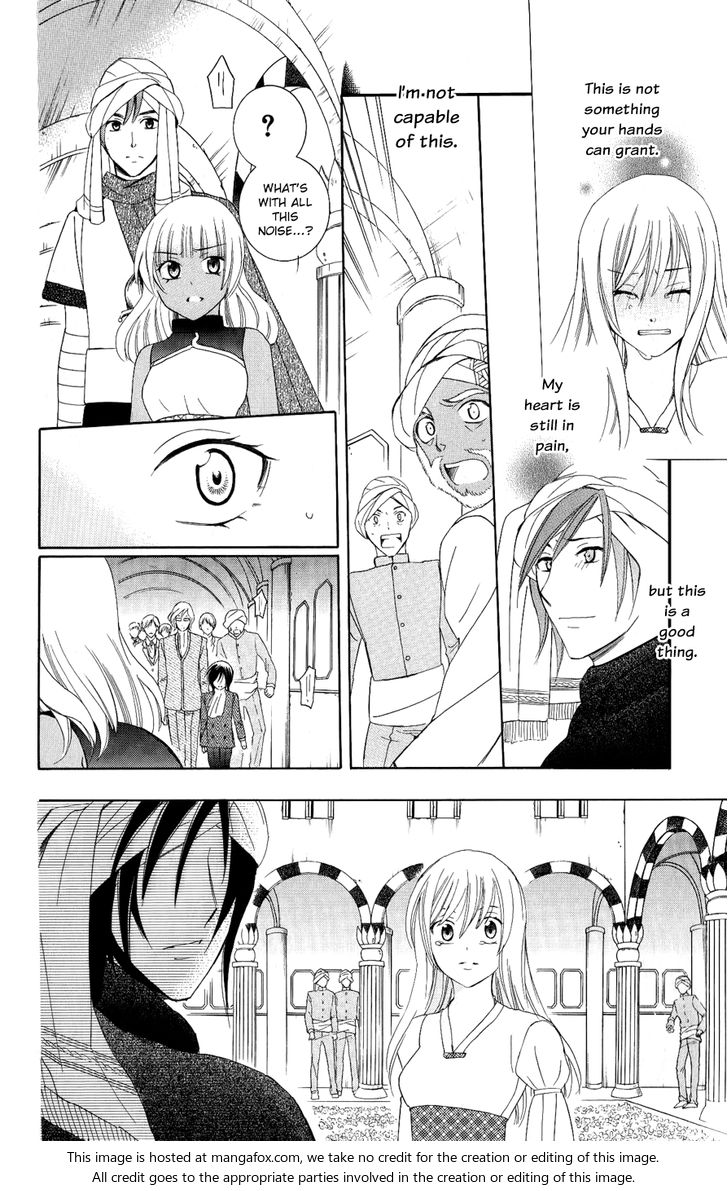 This is not
something
your hands
can grant.
I'm not
capable
of this.
?
WHAT'S
WITH ALL
THIS
NOISE...?
My
heart is
still in
pain,
but this
is a
good
thing.
This image is hosted at mangafox.com, we take no credit for the creation or editing of this image.
All credit goes to the appropriate parties involved in the creation or editing of this image.